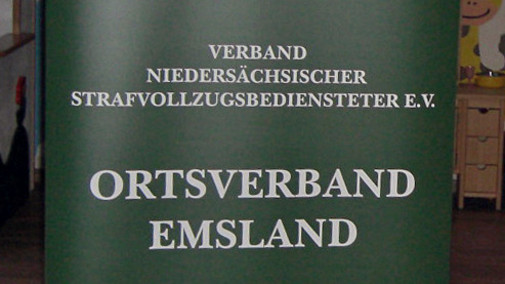 VERBAND
NIEDERSÄCHSISCHER
STRAFVOLLZUGSBEDIENSTETER E.V.
ORTSVERBAND
EMSLAND